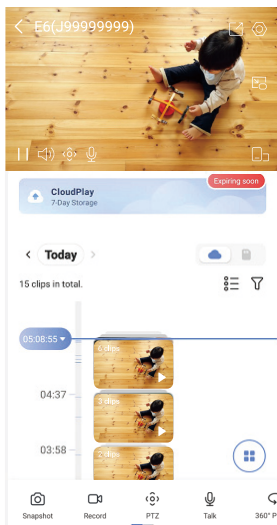 E6(J99999999)
Expiring soon
CloudPlay
7-Day Storage
Today
15 clips in total.
05:08:55
6 clips
04:37
2 clips
03:58
2 clips
Snapshot
Record
PTZ
Talk
360° P